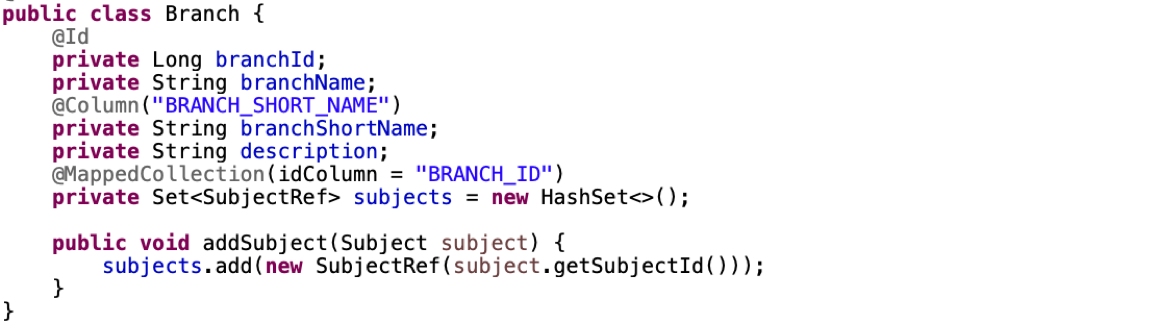 public class Branch {
    @Id
    private Long branchId;
    private String branchName;
    @Column("BRANCH_SHORT_NAME")
    private String branchShortName;
    private String description;
    @MappedCollection(idColumn = "BRANCH_ID")
    private Set<SubjectRef> subjects = new HashSet<>();

    public void addSubject(Subject subject) {
        subjects.add(new SubjectRef(subject.getSubjectId()));
    }
}